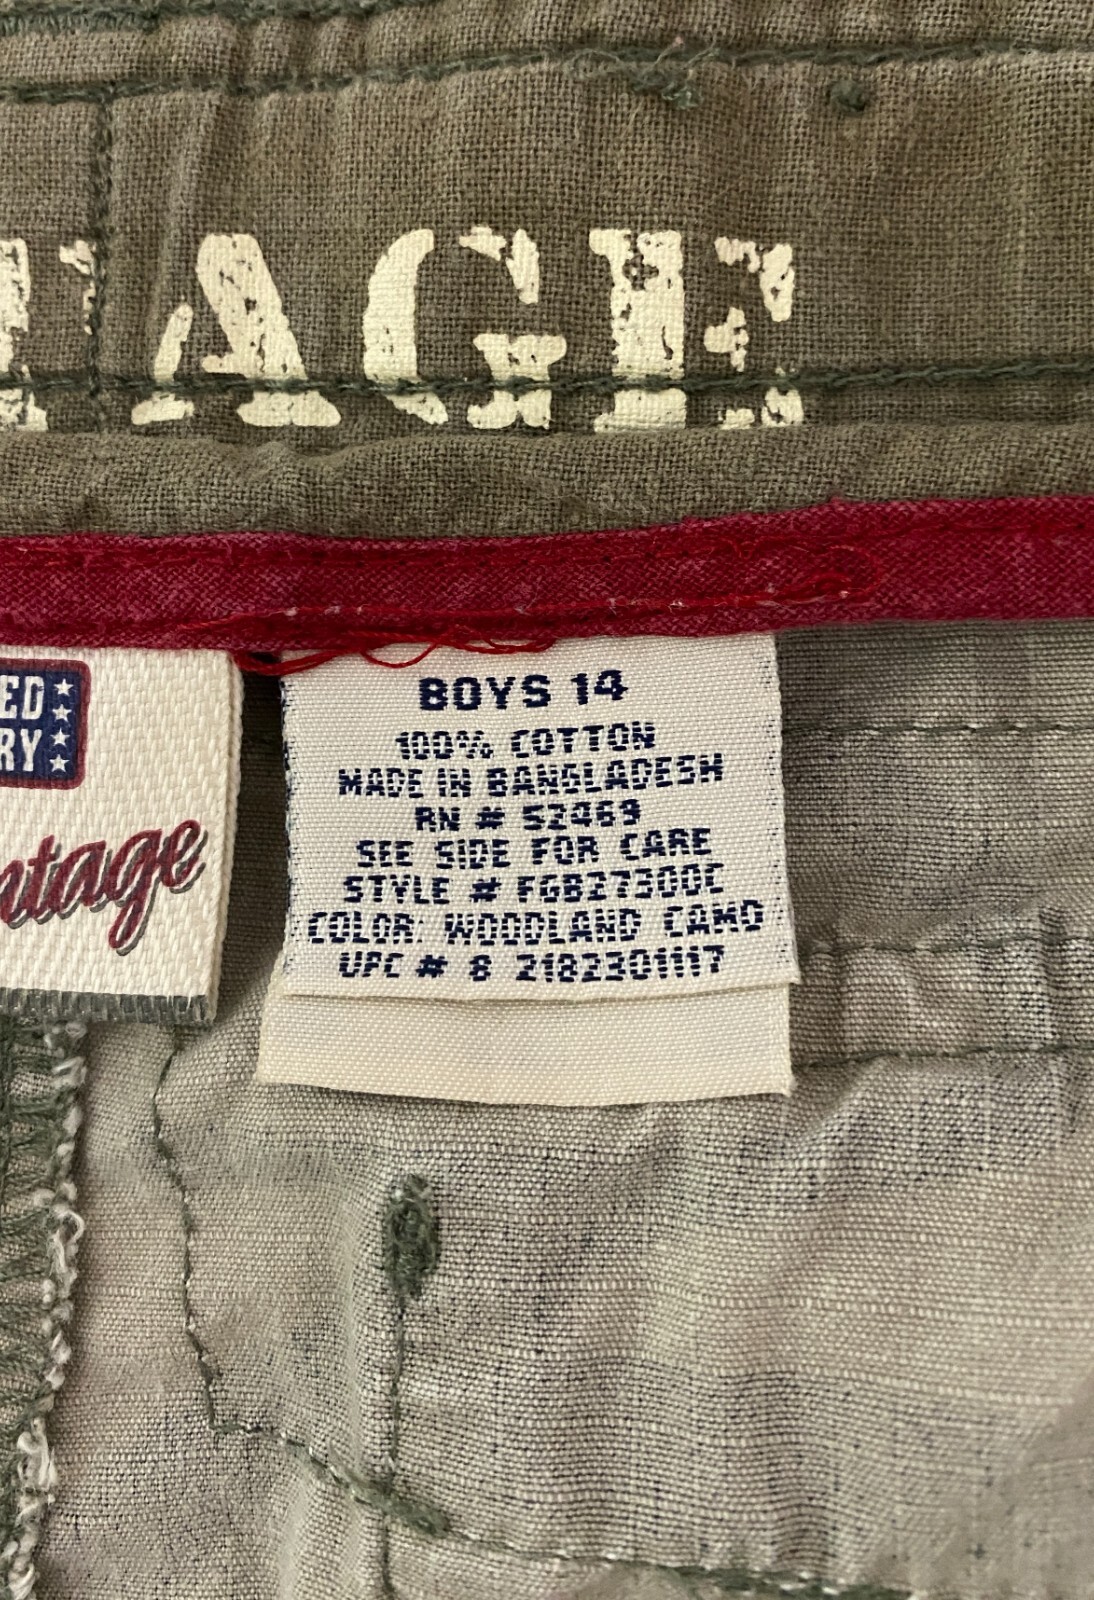 AGE
ED
RY
ntage
BOYS 14
100% COTTON
MADE IN BANGLADESH
RN # 52469
SEE SIDE FOR CARE
STYLE # FGB27300C
COLOR: WOODLAND CAMO
UPC # 8 2182301117